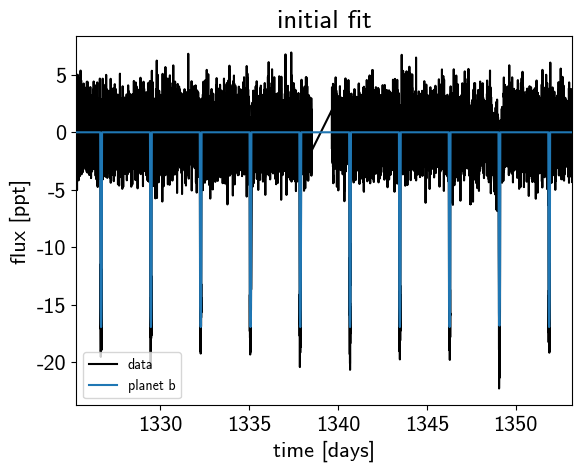 initial fit
flux [ppt]
5
0
-5
-10
-15
-20
data
planet b
1330 1335 1340 1345 1350
time [days]